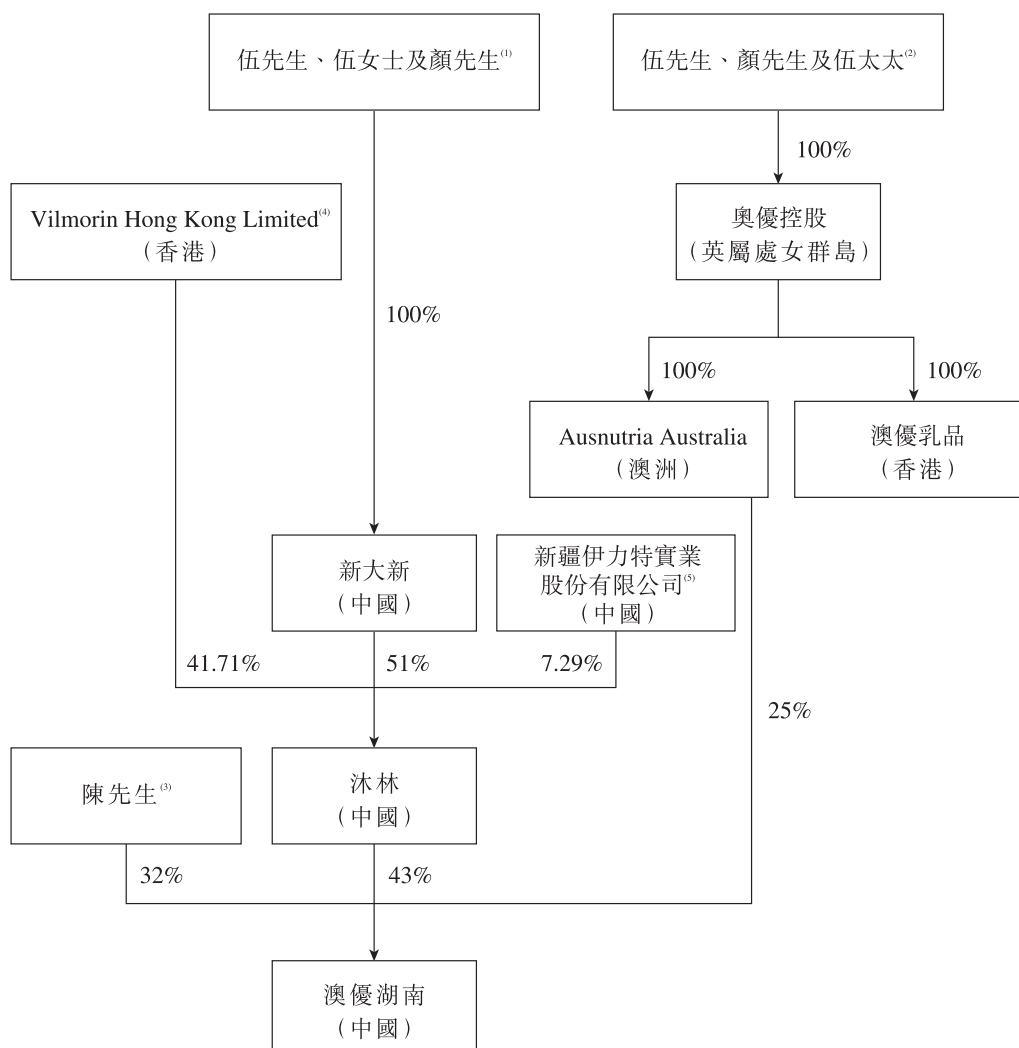 伍先生、伍女士及顏先生(1)
伍先生、顏先生及伍太太(2)
100%
Vilmorin Hong Kong Limited(4)
（香港）
奧優控股
（英屬處女群島）
100%
100%
100%
Ausnutria Australia
（澳洲）
澳優乳品
（香港）
新大新
（中國）
新疆伊力特實業
股份有限公司(5)
（中國）
41.71%
51%
7.29%
25%
陳先生(3)
沐林
（中國）
32%
43%
澳優湖南
（中國）